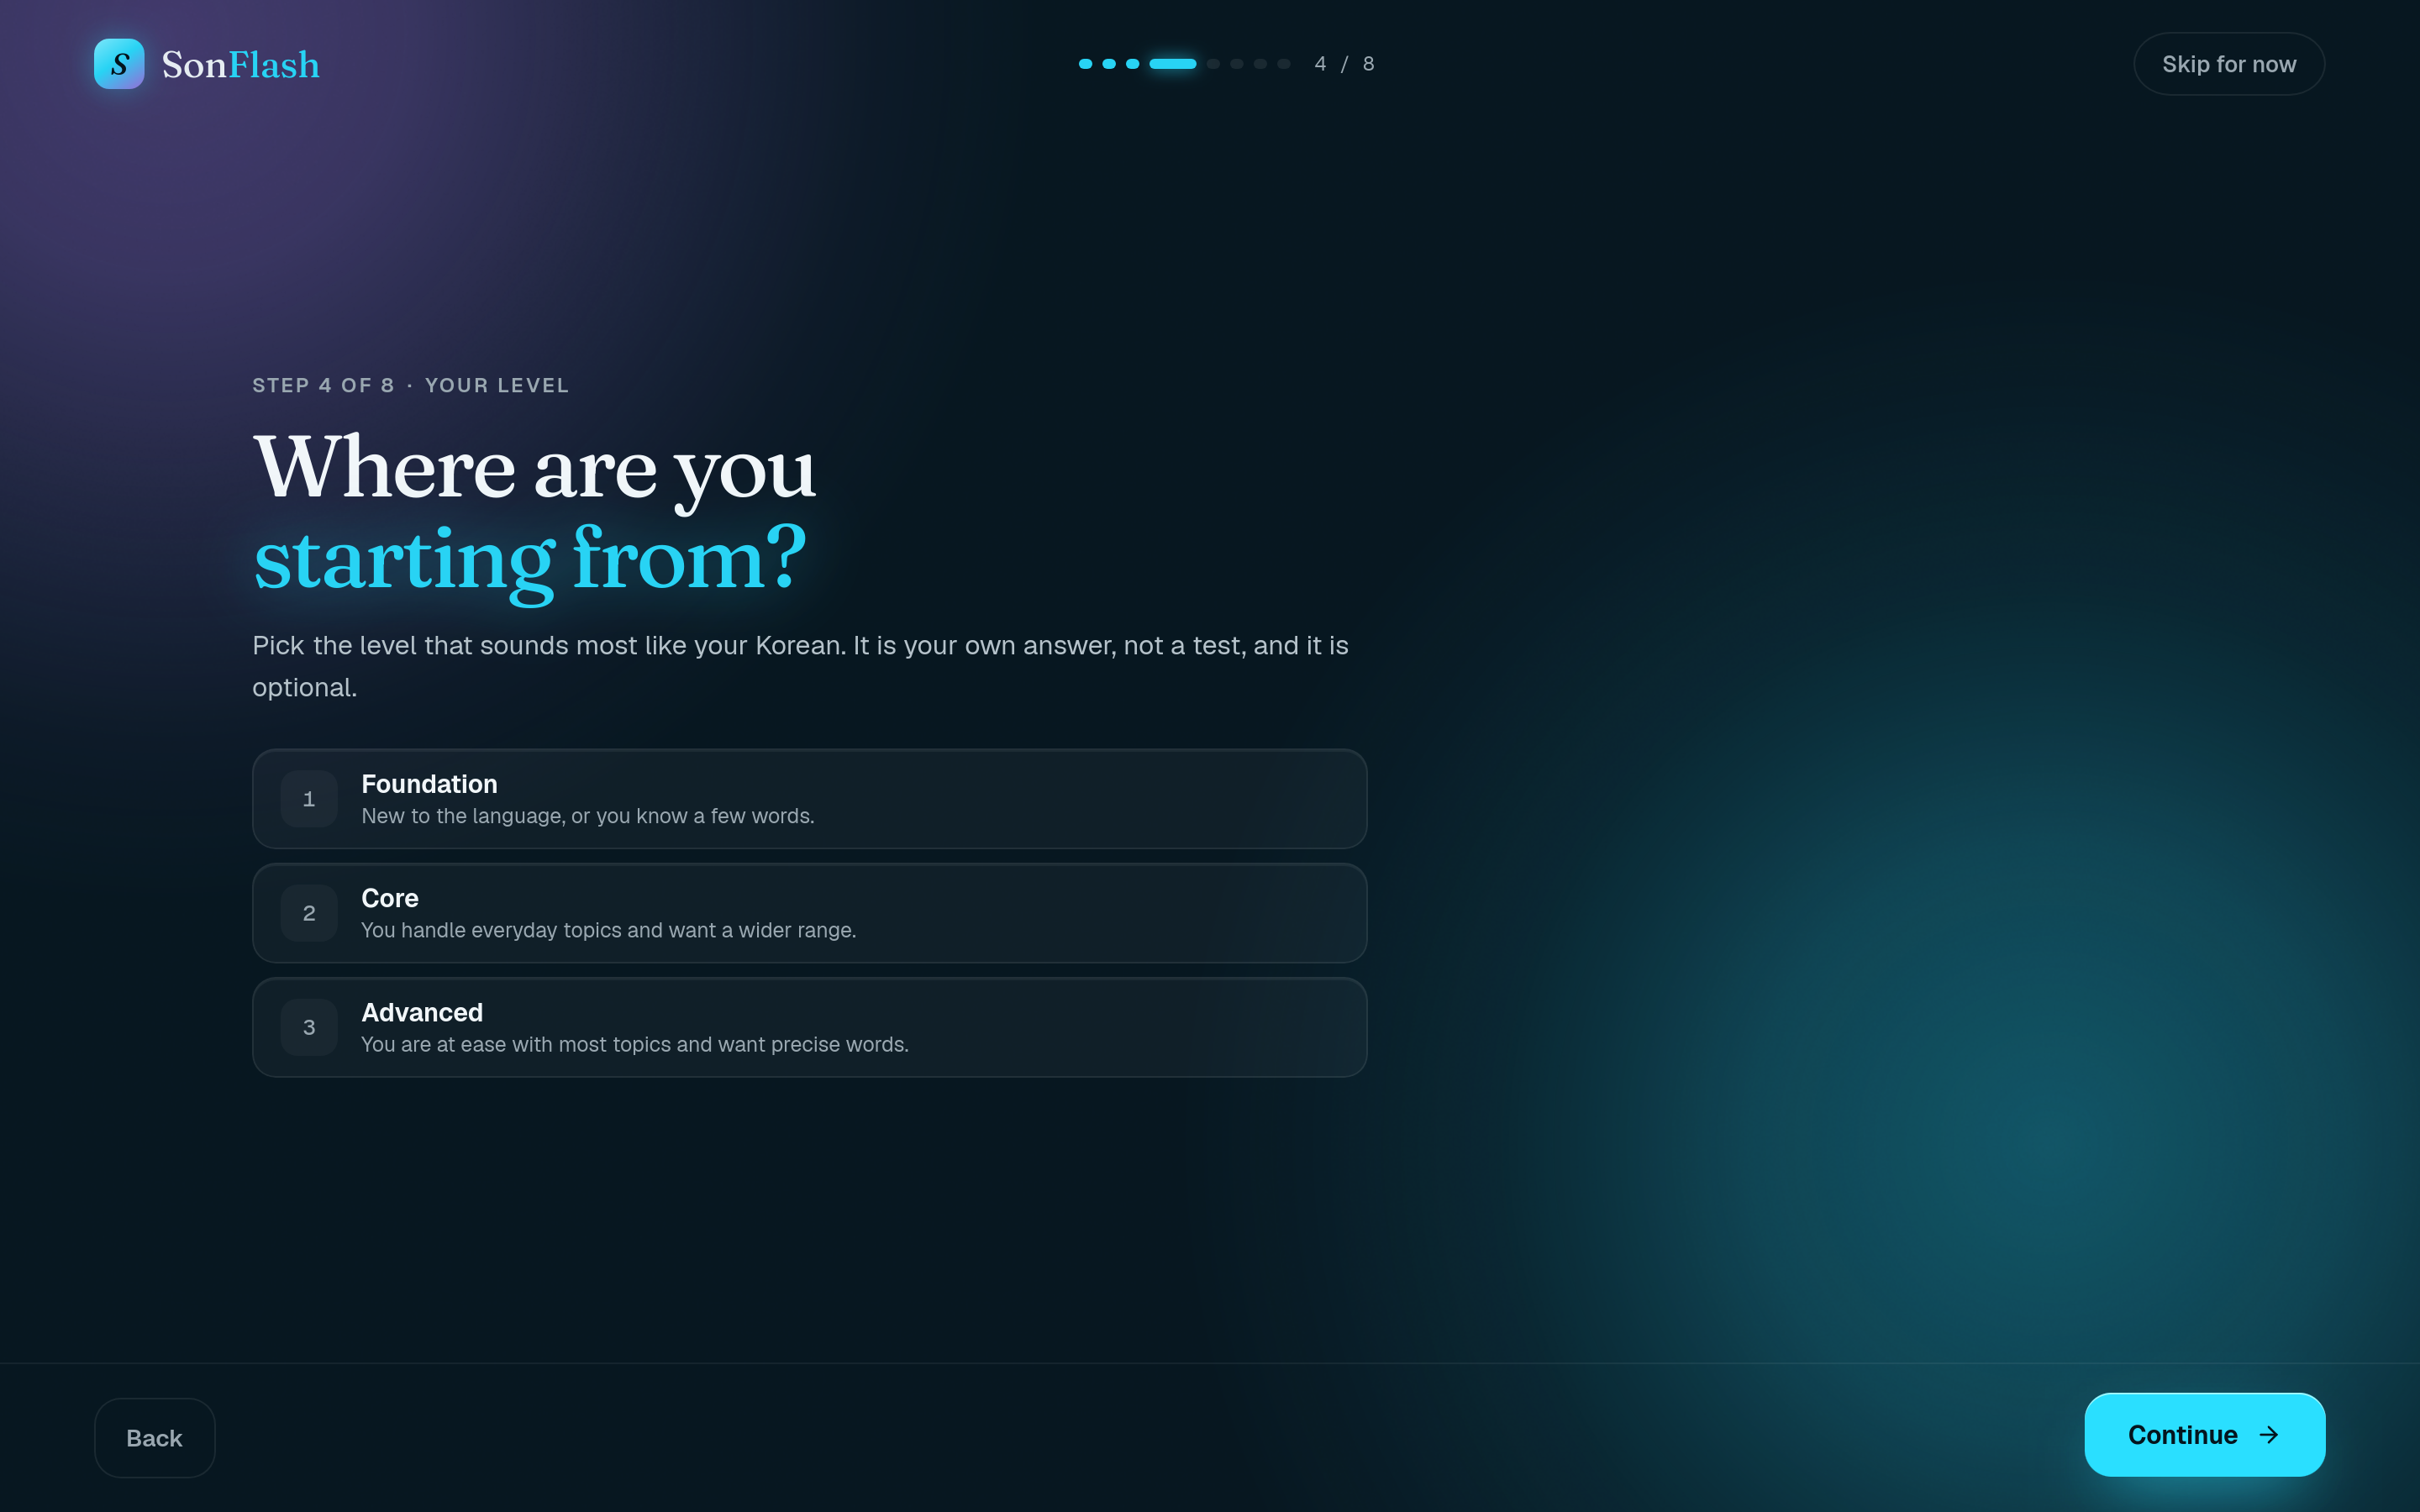 S SonFlash
4 / 8
Skip for now
STEP 4 OF 8 · YOUR LEVEL
Where are you
starting from?
Pick the level that sounds most like your Korean. It is your own answer, not a test, and it is
optional.
1
Foundation
New to the language, or you know a few words.
2
Core
You handle everyday topics and want a wider range.
3
Advanced
You are at ease with most topics and want precise words.
Back
Continue →